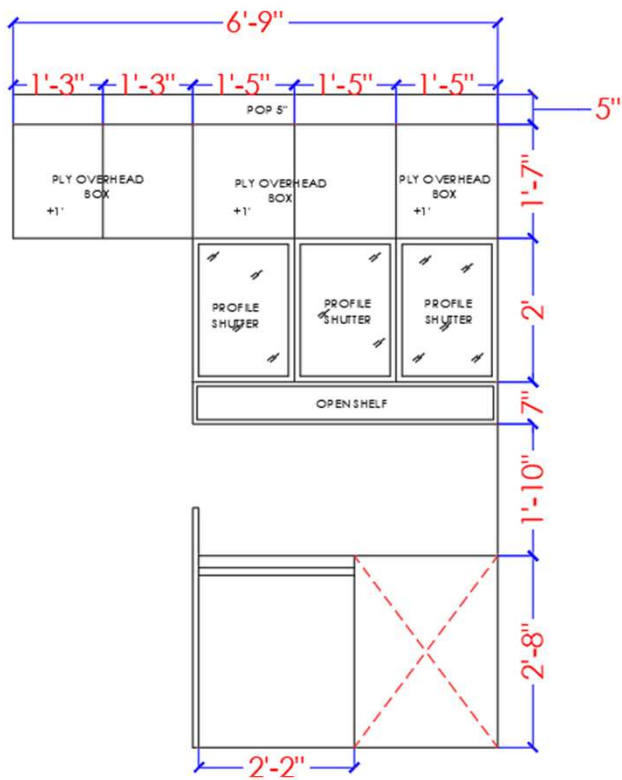 6'-9"
1'-3" 1'-3" 1'-5" 1'-5" 1'-5"
POP 5"
5"
PLY OVERHEAD
BOX
+1'
PLY OVERHEAD
BOX
+1'
PLY OVERHEAD
BOX
+1'
1'-7"
PROFILE
SHUTTER
PROFILE
SHUTTER
PROFILE
SHUTTER
2'
OPEN SHELF
7"
1'-10"
2'-8"
2'-2"